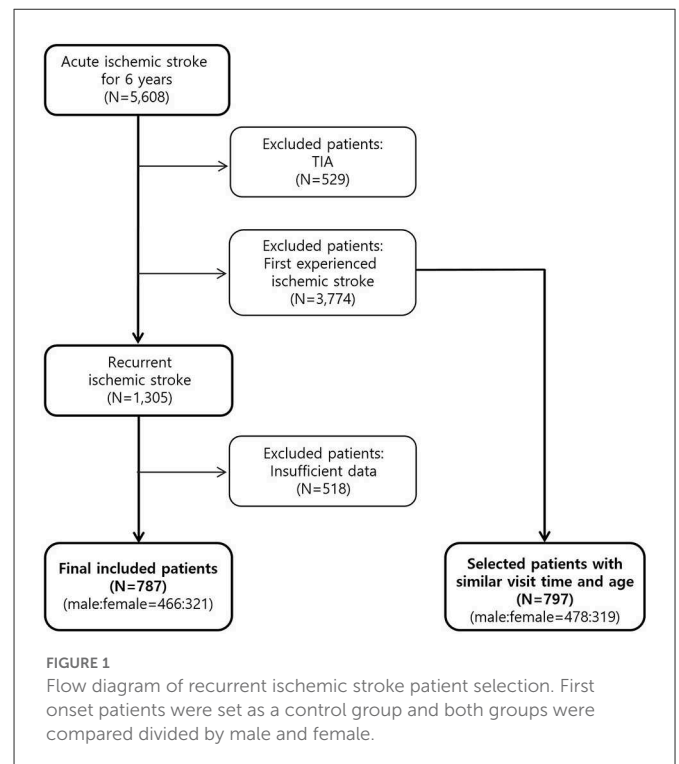 Acute ischemic stroke
for 6 years
(N=5,608)
Excluded patients:
TIA
(N=529)
Excluded patients:
First experienced
ischemic stroke
(N=3,774)
Recurrent
ischemic stroke
(N=1,305)
Excluded patients:
Insufficient data
(N=518)
Final included patients
(N=787)
(male:female=466:321)
Selected patients with
similar visit time and age
(N=797)
(male:female=478:319)
FIGURE 1
Flow diagram of recurrent ischemic stroke patient selection. First
onset patients were set as a control group and both groups were
compared divided by male and female.